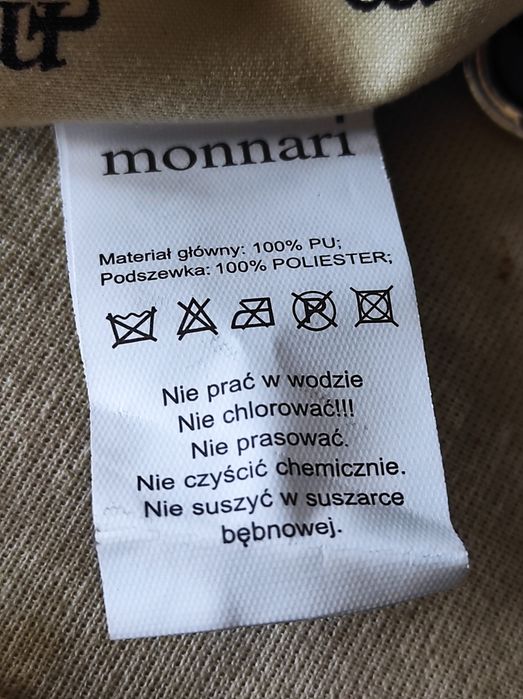 monnari
Materiał główny: 100% PU;
Podszewka: 100% POLIESTER;
Nie prać w wodzie
Nie chlorować!!!
Nie prasować.
Nie czyścić chemicznie.
Nie suszyć w suszarce
bębnowej.